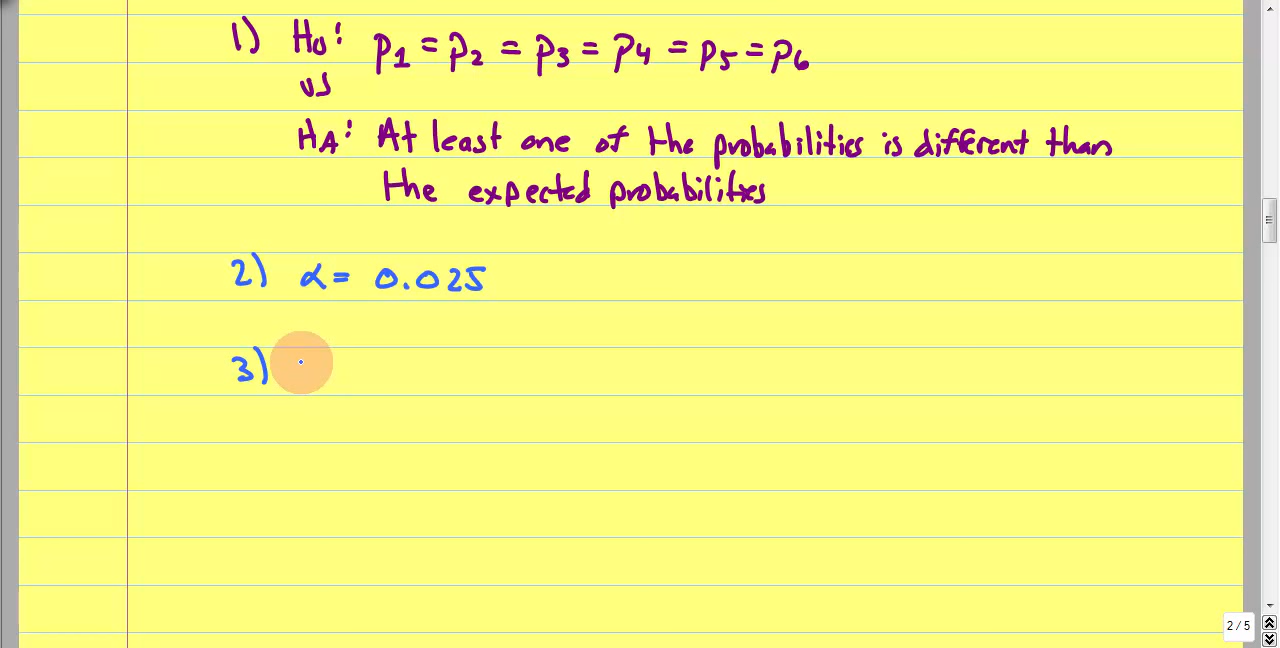 1) H₀: p₁ = p₂ = p₃ = p₄ = p₅ = p₆
vs
Hₐ: At least one of the probabilities is different than
the expected probabilities
2) α = 0.025
3)
2 / 5